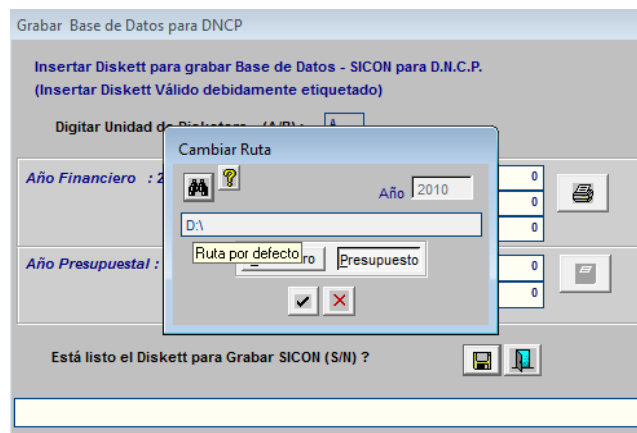 Grabar Base de Datos para DNCP
Insertar Diskett para grabar Base de Datos - SICON para D.N.C.P.
(Insertar Diskett Válido debidamente etiquetado)
Digitar Unidad de
Cambiar Ruta
Año 2010
D:\
Ruta por defecto
ro
Presupuesto
Año Financiero : 2
0
0
0
Año Presupuestal :
0
0
Está listo el Diskett para Grabar SICON (S/N) ?